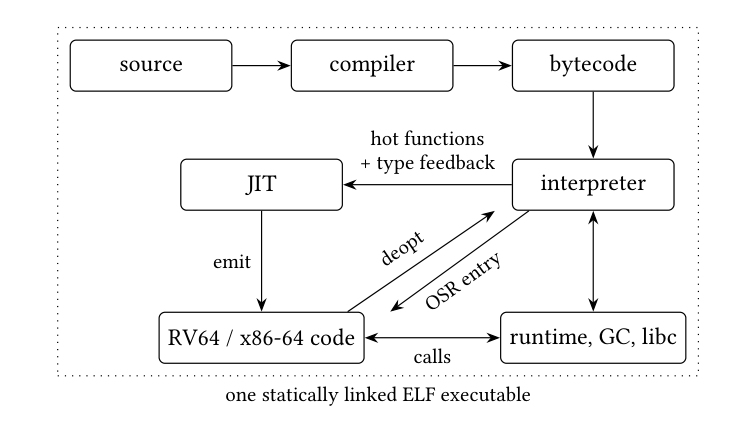 source
compiler
bytecode
hot functions
+ type feedback
JIT
interpreter
emit
deopt
OSR entry
RV64 / x86-64 code
calls
runtime, GC, libc
one statically linked ELF executable